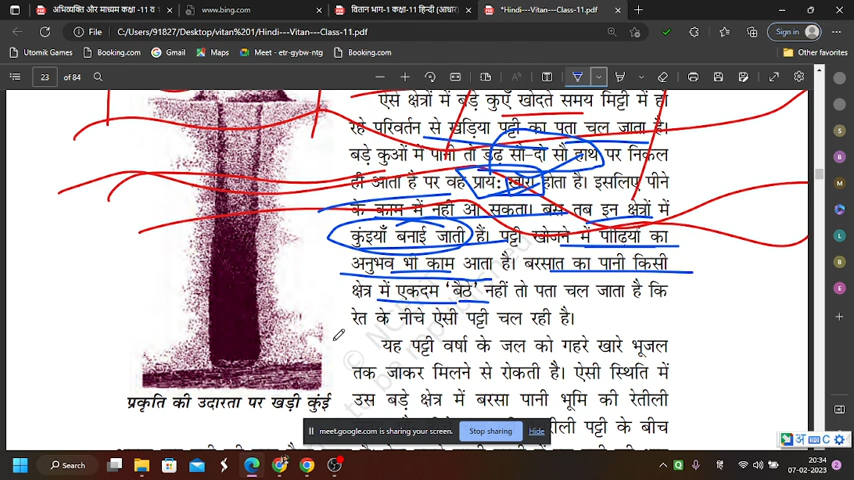 अभिव्यक्ति और माध्यम कक्षा -11 व
www.bing.com
वितान भाग-1 कक्षा-11 हिन्दी (आधार)
*Hindi---Vitan-Class-11.pdf
File
C:/Users/91827/Desktop/vitan%201/Hindi---Vitan-Class-11.pdf
Sign in
Utomik Games
Booking.com
Gmail
Maps
Meet - etr-gybw-ntg
Booking.com
Other favorites
23 of 84
ऐसे क्षेत्रों में बड़े कुएँ खोदते समय मिट्टी में हो
रहे परिवर्तन से खड़िया पट्टी का पता चल जाता है।
बड़े कुओं में पानी तो डेढ़ सौ-दो सौ हाथ पर निकल
ही आता है पर वह प्रायः खारा होता है। इसलिए पीने
के काम में नहीं आ सकता। बस तब इन क्षेत्रों में
कुंइयाँ बनाई जाती हैं। पट्टी खोजने में पीढ़ियों का
अनुभव भी काम आता है। बरसात का पानी किसी
क्षेत्र में एकदम 'बैठे' नहीं तो पता चल जाता है कि
रेत के नीचे ऐसी पट्टी चल रही है।
यह पट्टी वर्षा के जल को गहरे खारे भूजल
तक जाकर मिलने से रोकती है। ऐसी स्थिति में
उस बड़े क्षेत्र में बरसा पानी भूमि की रेतीली
प्रकृति की उदारता पर खड़ी कुंई
पट्टी के बीच
meet.google.com is sharing your screen.
Stop sharing
Hide
Search
20:34
07-02-2023